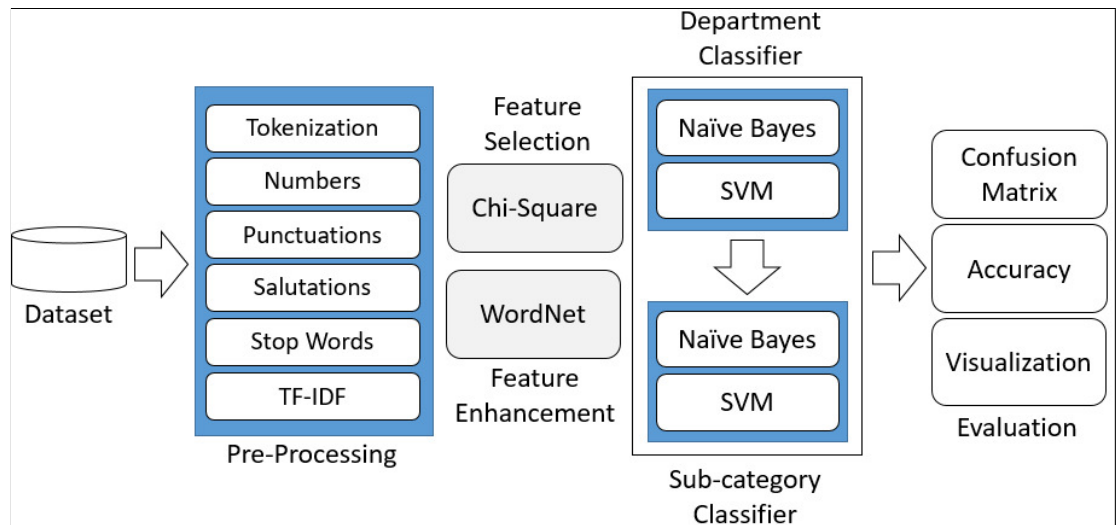 Dataset
Tokenization
Numbers
Punctuations
Salutations
Stop Words
TF-IDF
Pre-Processing
Feature
Selection
Chi-Square
WordNet
Feature
Enhancement
Department
Classifier
Naïve Bayes
SVM
Naïve Bayes
SVM
Sub-category
Classifier
Confusion
Matrix
Accuracy
Visualization
Evaluation